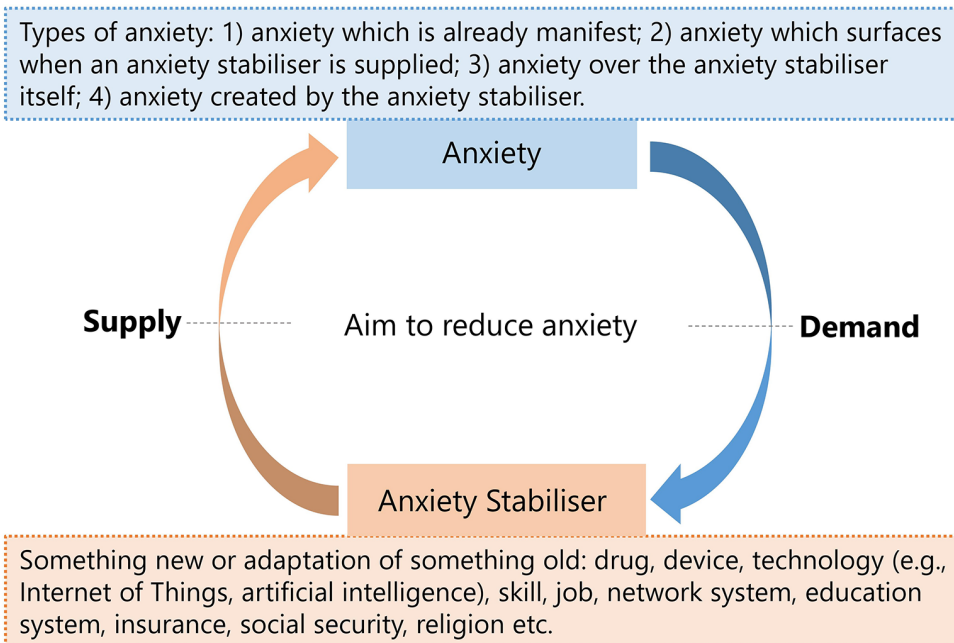 Types of anxiety: 1) anxiety which is already manifest; 2) anxiety which surfaces
when an anxiety stabiliser is supplied; 3) anxiety over the anxiety stabiliser
itself; 4) anxiety created by the anxiety stabiliser.
Anxiety
Supply
Aim to reduce anxiety
Demand
Anxiety Stabiliser
Something new or adaptation of something old: drug, device, technology (e.g.,
Internet of Things, artificial intelligence), skill, job, network system, education
system, insurance, social security, religion etc.